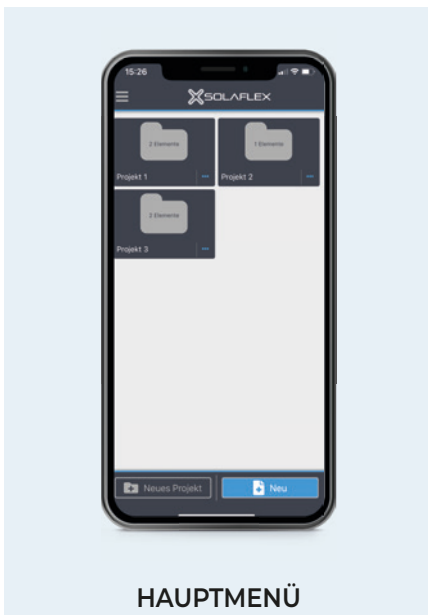 15:26
SOLAFLEX
2 Elemente
1 Elemente
Projekt 1
Projekt 2
2 Elemente
Projekt 3
Neues Projekt
Neu
HAUPTMENÜ